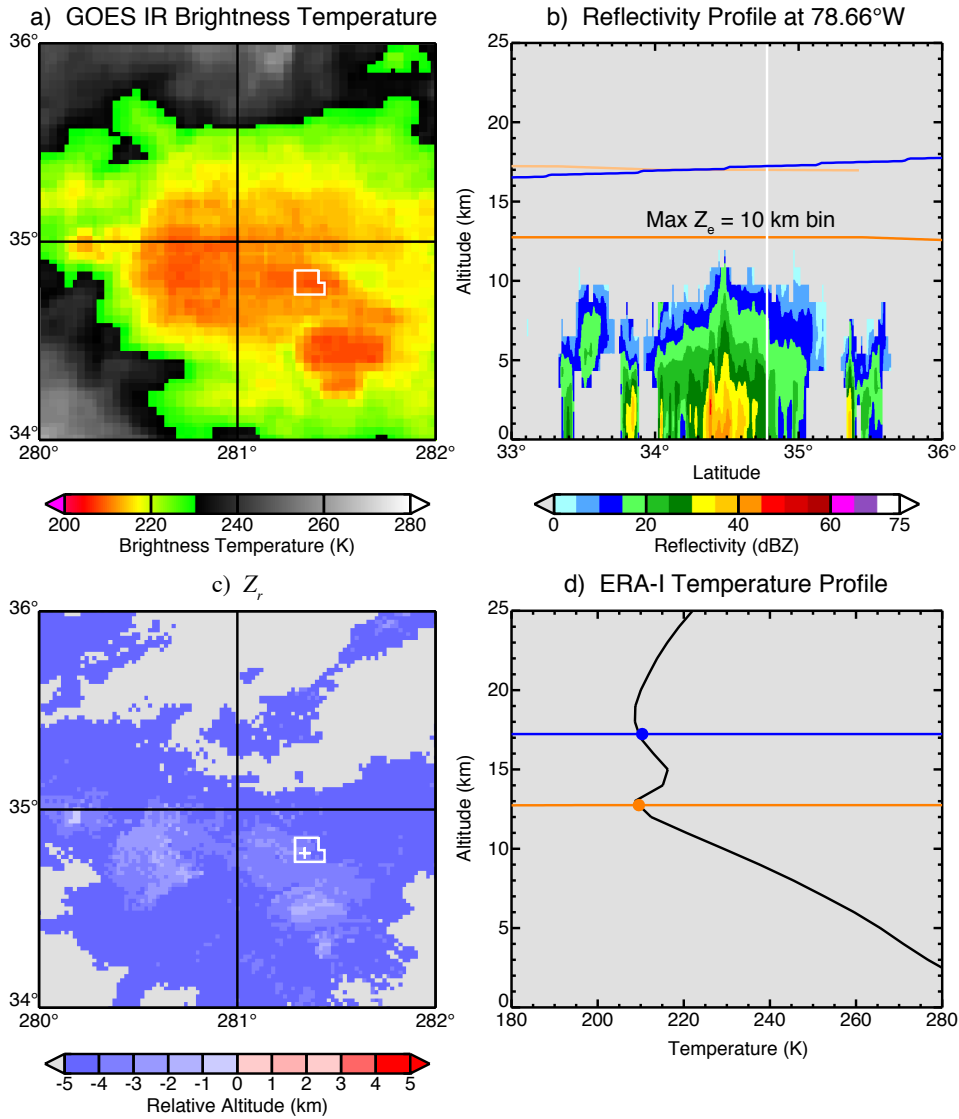 a) GOES IR Brightness Temperature
36°
35°
34°
280°
281°
282°
200 220 240 260 280
Brightness Temperature (K)
b) Reflectivity Profile at 78.66°W
25
20
15
10
5
0
Altitude (km)
Max Z_e = 10 km bin
33° 34° 35° 36°
Latitude
0 20 40 60 75
Reflectivity (dBZ)
c) Z_r
36°
35°
34°
280°
281°
282°
-5 -4 -3 -2 -1 0 1 2 3 4 5
Relative Altitude (km)
d) ERA-I Temperature Profile
25
20
15
10
5
0
Altitude (km)
180 200 220 240 260 280
Temperature (K)